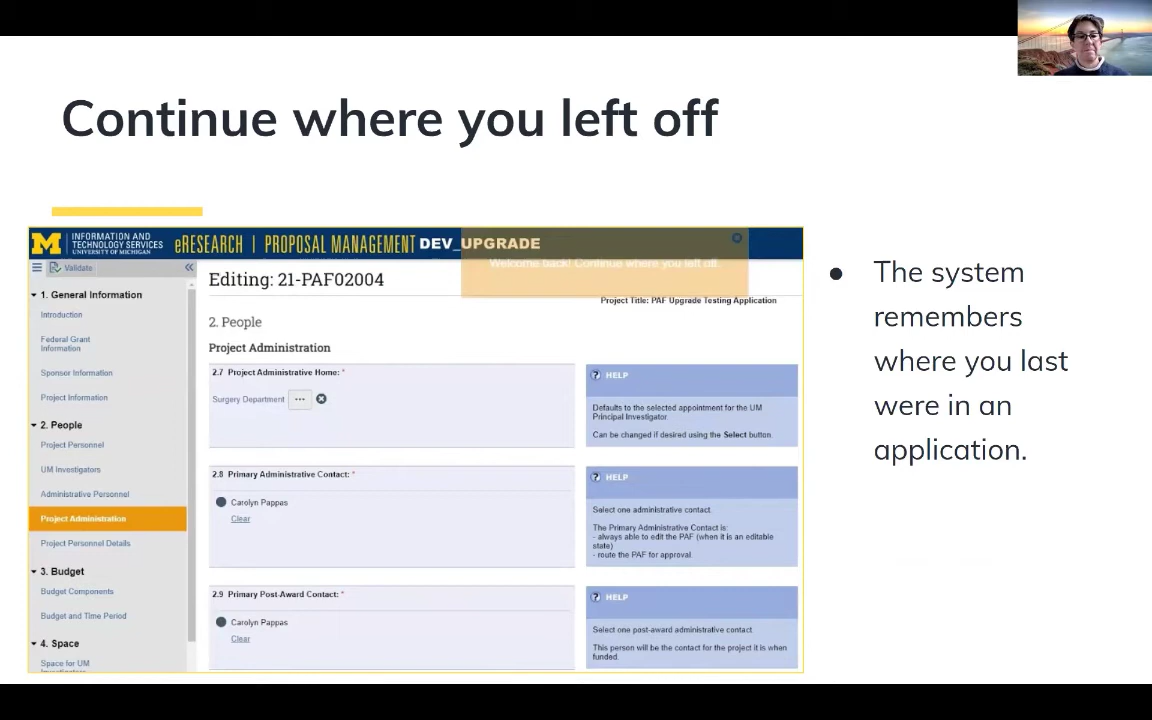 Continue where you left off
INFORMATION AND
TECHNOLOGY SERVICES
UNIVERSITY OF MICHIGAN
eRESEARCH | PROPOSAL MANAGEMENT DEV_UPGRADE
Welcome back! Continue where you left off.
Validate
Editing: 21-PAF02004
Project Title: PAF Upgrade Testing Application
1. General Information
Introduction
Federal Grant
Information
Sponsor Information
Project Information
2. People
Project Personnel
UM Investigators
Administrative Personnel
Project Administration
Project Personnel Details
3. Budget
Budget Components
Budget and Time Period
4. Space
Space for UM
2. People
Project Administration
2.7 Project Administrative Home: *
Surgery Department
...
? HELP
Defaults to the selected appointment for the UM
Principal Investigator.
Can be changed if desired using the Select button.
2.8 Primary Administrative Contact: *
Carolyn Pappas
Clear
? HELP
Select one administrative contact.
The Primary Administrative Contact is:
- always able to edit the PAF (when it is an editable
state)
- route the PAF for approval.
2.9 Primary Post-Award Contact: *
Carolyn Pappas
Clear
? HELP
Select one post-award administrative contact.
This person will be the contact for the project it is when
funded.
● The system
remembers
where you last
were in an
application.